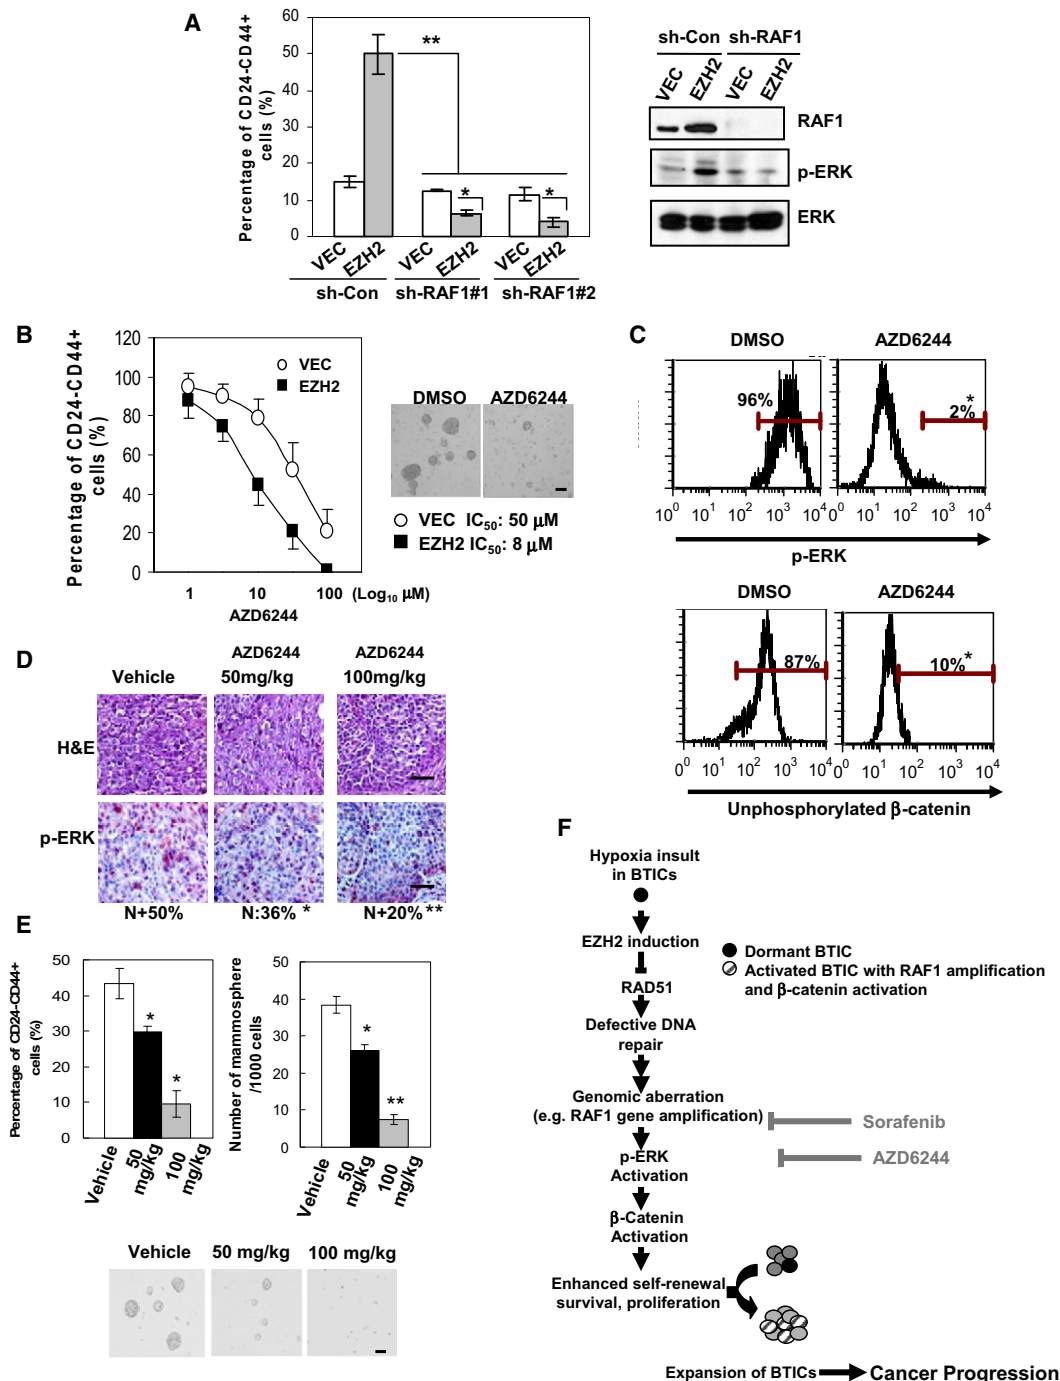 A
Percentage of CD24-CD44+
cells (%)
60
50
40
30
20
10
0
**
*
*
VEC
EZH2
VEC
EZH2
VEC
EZH2
sh-Con
sh-RAF1#1
sh-RAF1#2
sh-Con sh-RAF1
VEC
EZH2
VEC
EZH2
RAF1
p-ERK
ERK
B
Percentage of CD24-CD44+
cells (%)
120
100
80
60
40
20
0
VEC
EZH2
1 10 100 (Log10 µM)
AZD6244
DMSO AZD6244
VEC IC50: 50 µM
EZH2 IC50: 8 µM
C
DMSO AZD6244
96%
*
2%
10^0 10^1 10^2 10^3 10^4 10^0 10^1 10^2 10^3 10^4
p-ERK
DMSO AZD6244
87%
10%*
0^0 10^1 10^2 10^3 10^4 0^0 10^1 10^2 10^3 10^4
Unphosphorylated β-catenin
D
Vehicle
AZD6244
50mg/kg
AZD6244
100mg/kg
H&E
p-ERK
N+50% N:36% * N+20% **
E
Percentage of CD24-CD44+
cells (%)
50
40
30
20
10
0
*
*
Vehicle
50
mg/kg
100
mg/kg
Number of mammosphere
/1000 cells
50
40
30
20
10
0
*
**
Vehicle
50
mg/kg
100
mg/kg
Vehicle 50 mg/kg 100 mg/kg
F
Hypoxia insult
in BTICs
EZH2 induction
RAD51
Defective DNA
repair
Genomic aberration
(e.g. RAF1 gene amplification)
p-ERK
Activation
β-Catenin
Activation
Enhanced self-renewal
survival, proliferation
Dormant BTIC
Activated BTIC with RAF1 amplification
and β-catenin activation
Sorafenib
AZD6244
Expansion of BTICs Cancer Progression